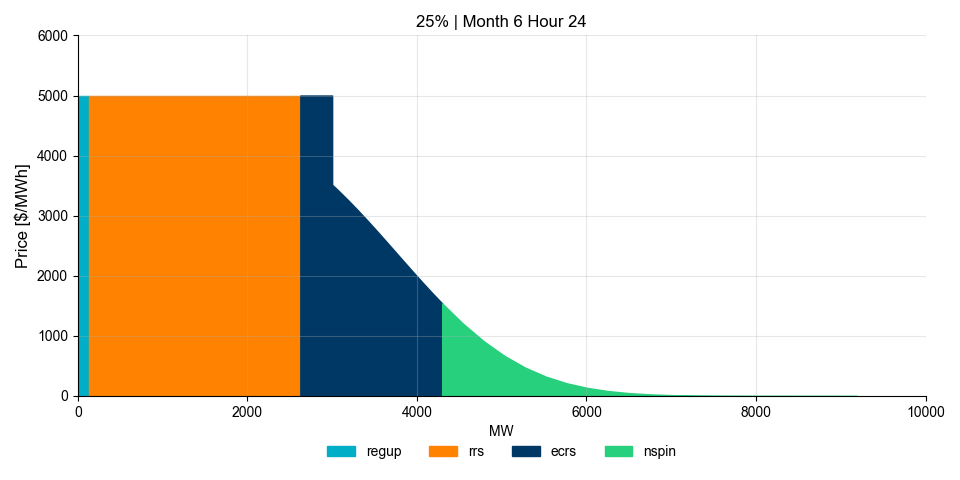 25% | Month 6 Hour 24
Price [$/MWh]
6000
5000
4000
3000
2000
1000
0
0 2000 4000 6000 8000 10000
MW
regup rrs ecrs nspin